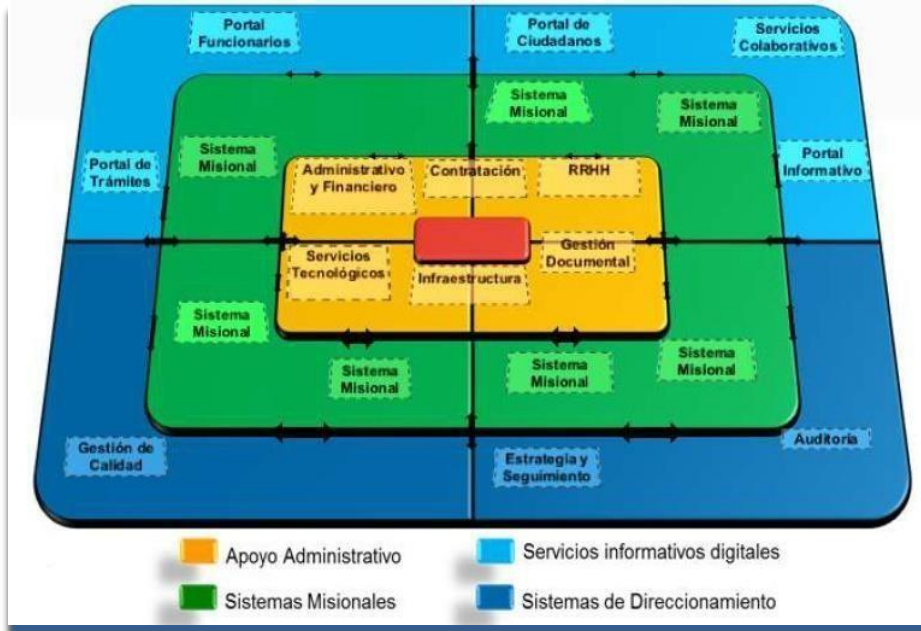 Portal
Funcionarios
Portal de
Ciudadanos
Servicios
Colaborativos
Sistema
Misional
Sistema
Misional
Sistema
Misional
Portal de
Trámites
Administrativo
y Financiero
Contratación
RRHH
Portal
Informativo
Servicios
Tecnológicos
Infraestructura
Gestión
Documental
Sistema
Misional
Sistema
Misional
Sistema
Misional
Sistema
Misional
Gestión de
Calidad
Estrategia y
Seguimiento
Auditoría
Apoyo Administrativo
Servicios informativos digitales
Sistemas Misionales
Sistemas de Direccionamiento